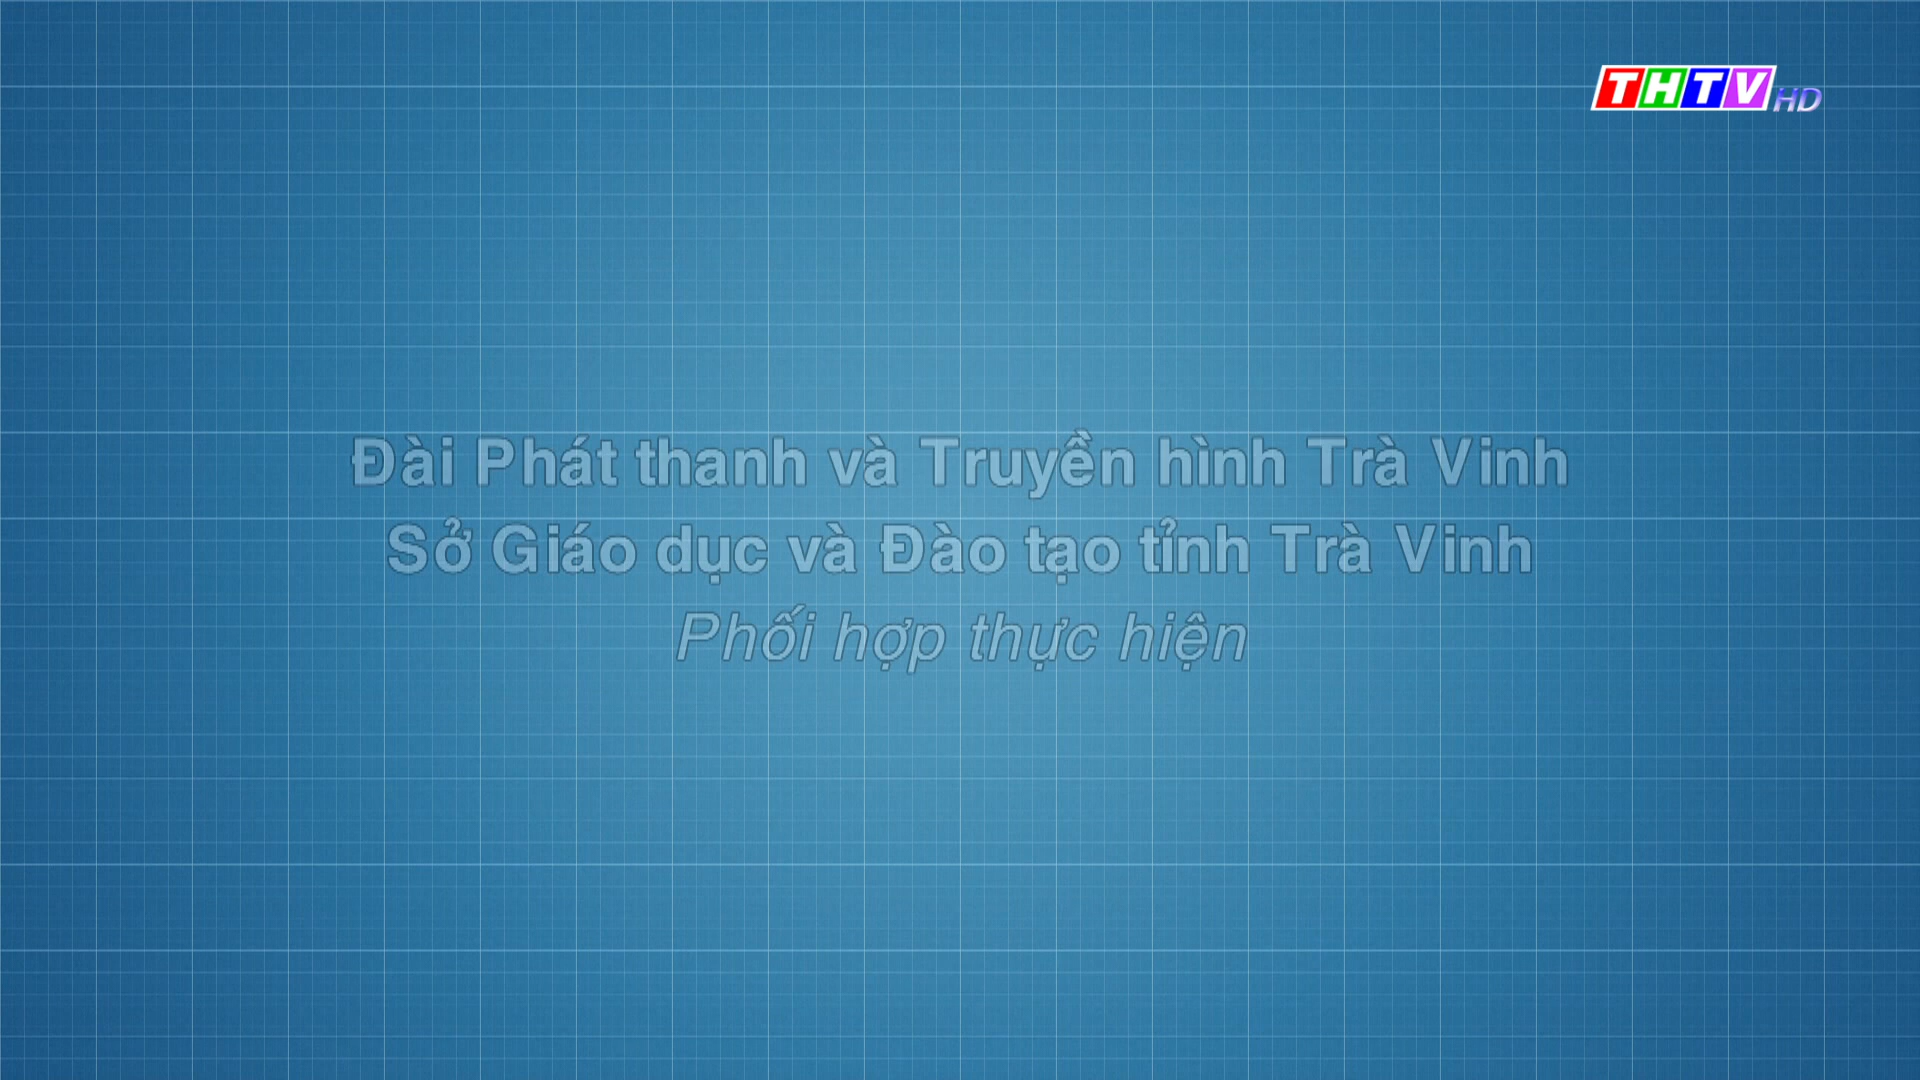 THTV HD
Đài Phát thanh và Truyền hình Trà Vinh
Sở Giáo dục và Đào tạo tỉnh Trà Vinh
Phối hợp thực hiện